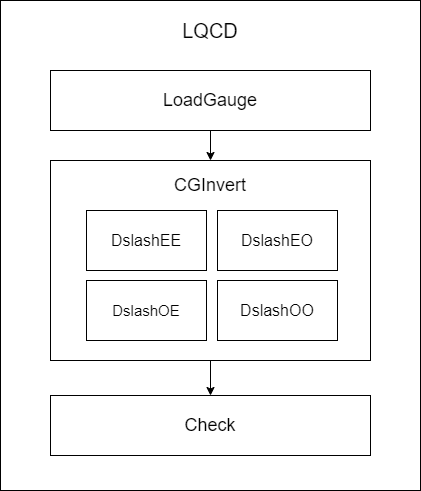 LQCD
LoadGauge
CGInvert
DslashEE
DslashEO
DslashOE
DslashOO
Check